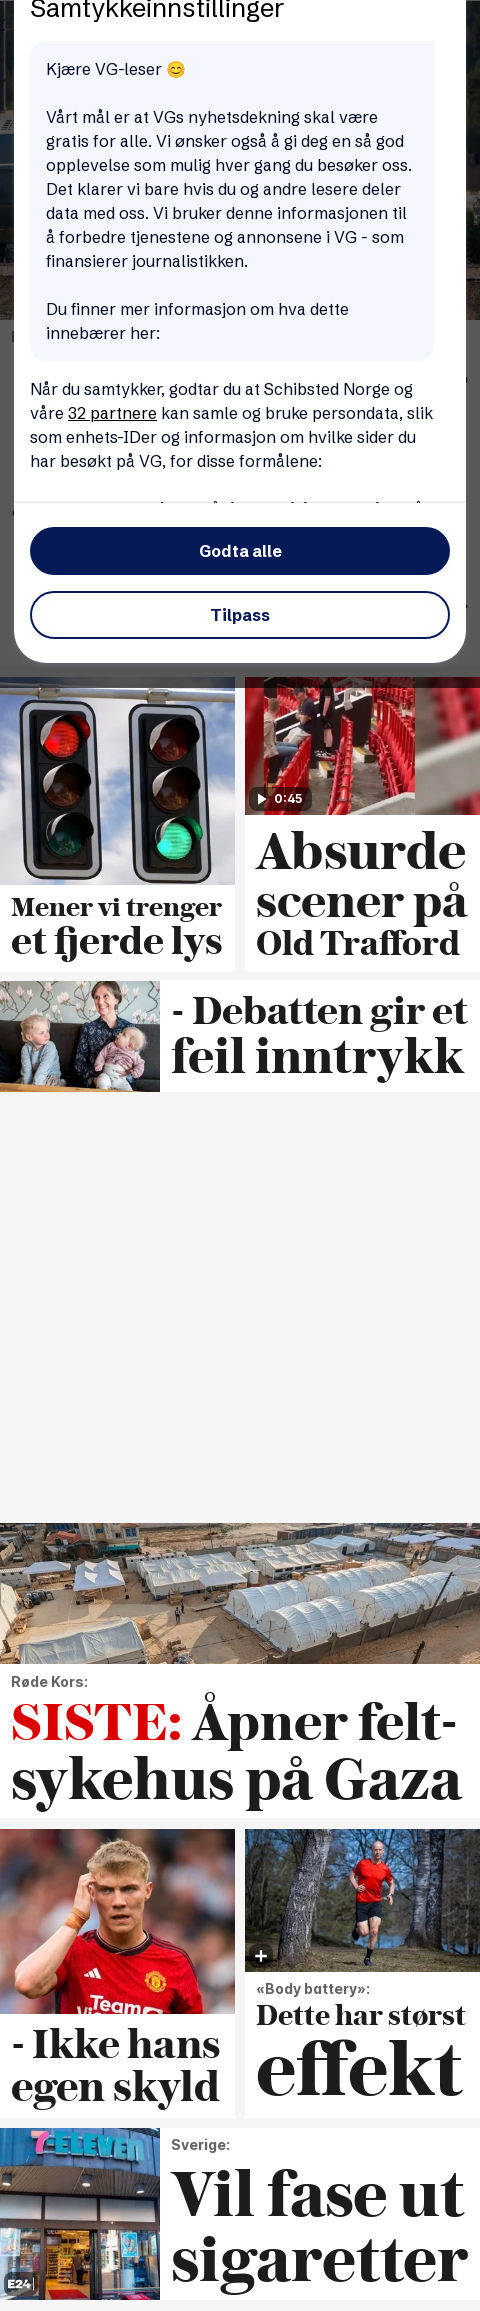 Samtykkeinnstillinger
Kjære VG-leser 😊
Vårt mål er at VGs nyhetsdekning skal være
gratis for alle. Vi ønsker også å gi deg en så god
opplevelse som mulig hver gang du besøker oss.
Det klarer vi bare hvis du og andre lesere deler
data med oss. Vi bruker denne informasjonen til
å forbedre tjenestene og annonsene i VG - som
finansierer journalistikken.
Du finner mer informasjon om hva dette
innebærer her:
Når du samtykker, godtar du at Schibsted Norge og
våre 32 partnere kan samle og bruke persondata, slik
som enhets-IDer og informasjon om hvilke sider du
har besøkt på VG, for disse formålene:
Godta alle
Tilpass
0:45
Mener vi trenger
et fjerde lys
Absurde
scener på
Old Trafford
- Debatten gir et
feil inntrykk
Røde Kors:
SISTE: Åpner felt-
sykehus på Gaza
Team
- Ikke hans
egen skyld
«Body battery»:
Dette har størst
effekt
7-ELEVEN
E24
Sverige:
Vil fase ut
sigaretter